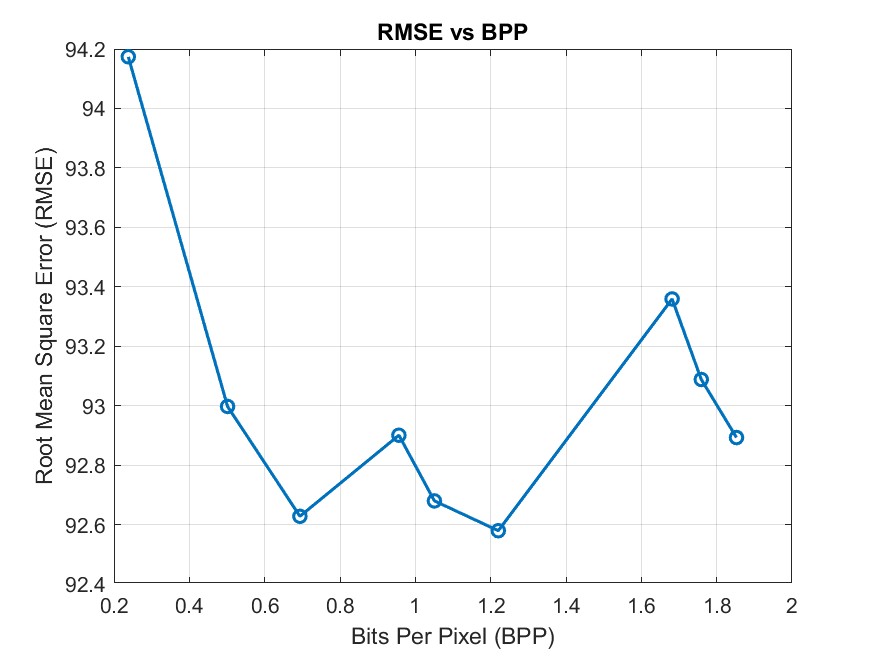 RMSE vs BPP
94.2
94
93.8
93.6
93.4
93.2
93
92.8
92.6
92.4
Root Mean Square Error (RMSE)
0.2 0.4 0.6 0.8 1 1.2 1.4 1.6 1.8 2
Bits Per Pixel (BPP)